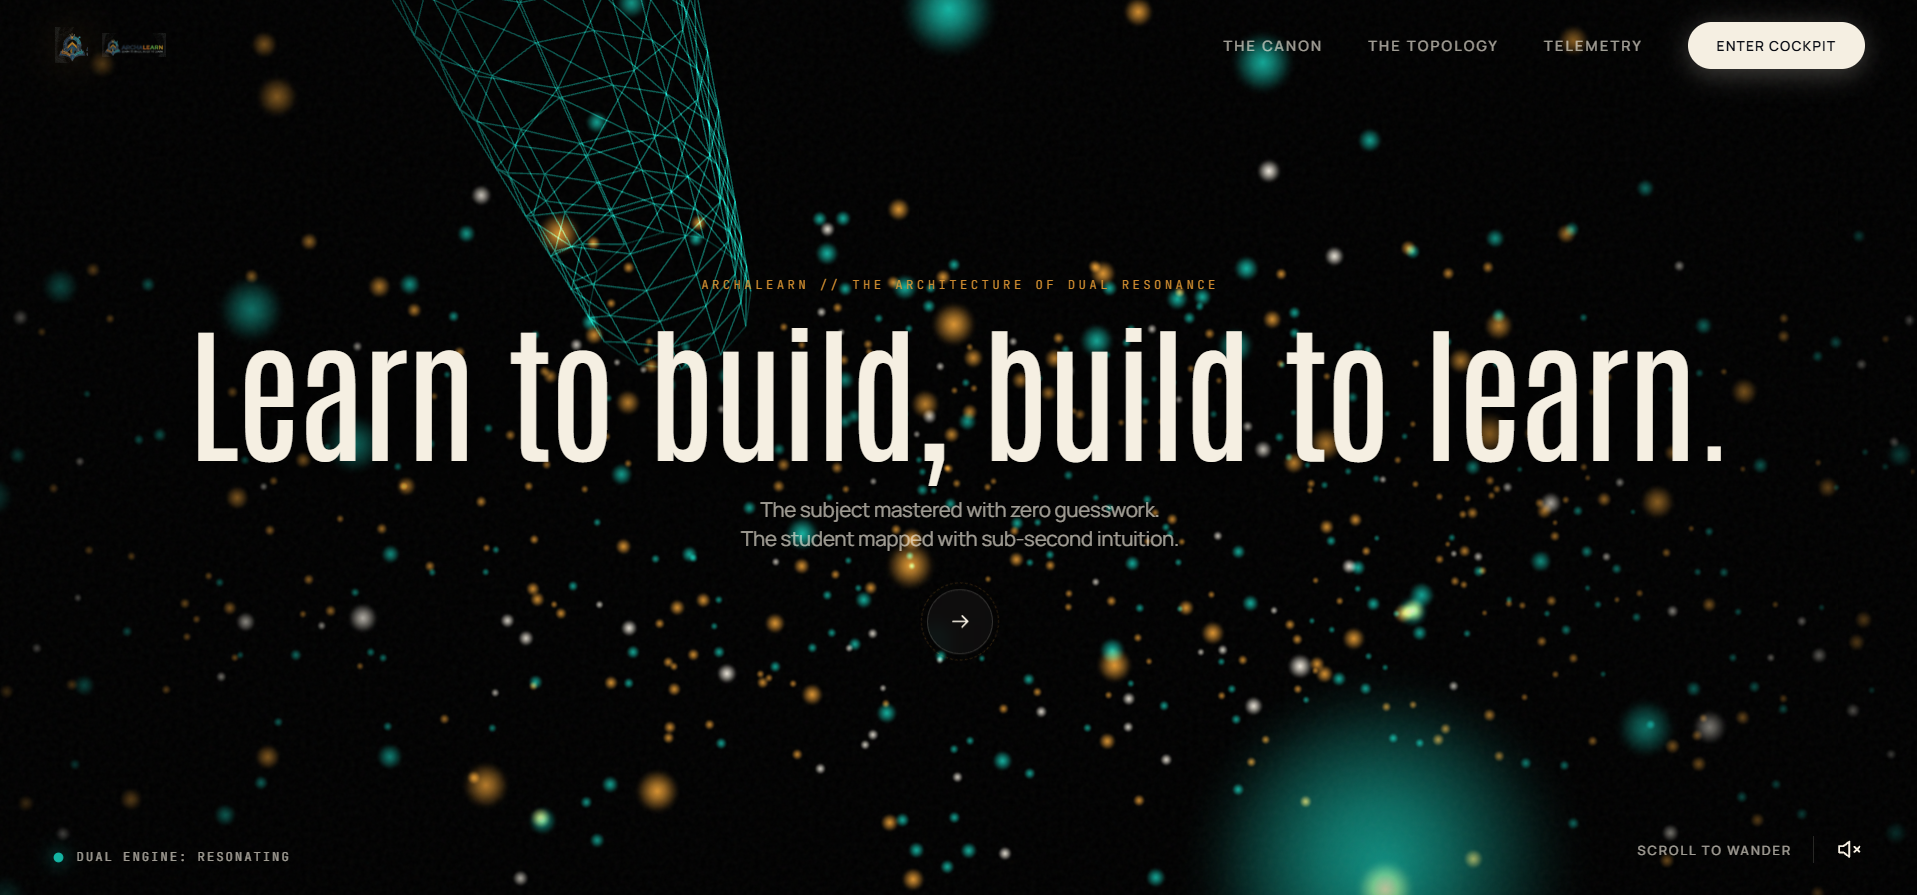 ARCHALEARN
THE CANON
THE TOPOLOGY
TELEMETRY
ENTER COCKPIT
ARCHALEARN // THE ARCHITECTURE OF DUAL RESONANCE
Learn to build, build to learn.
The subject mastered with zero guesswork.
The student mapped with sub-second intuition.
DUAL ENGINE: RESONATING
SCROLL TO WANDER